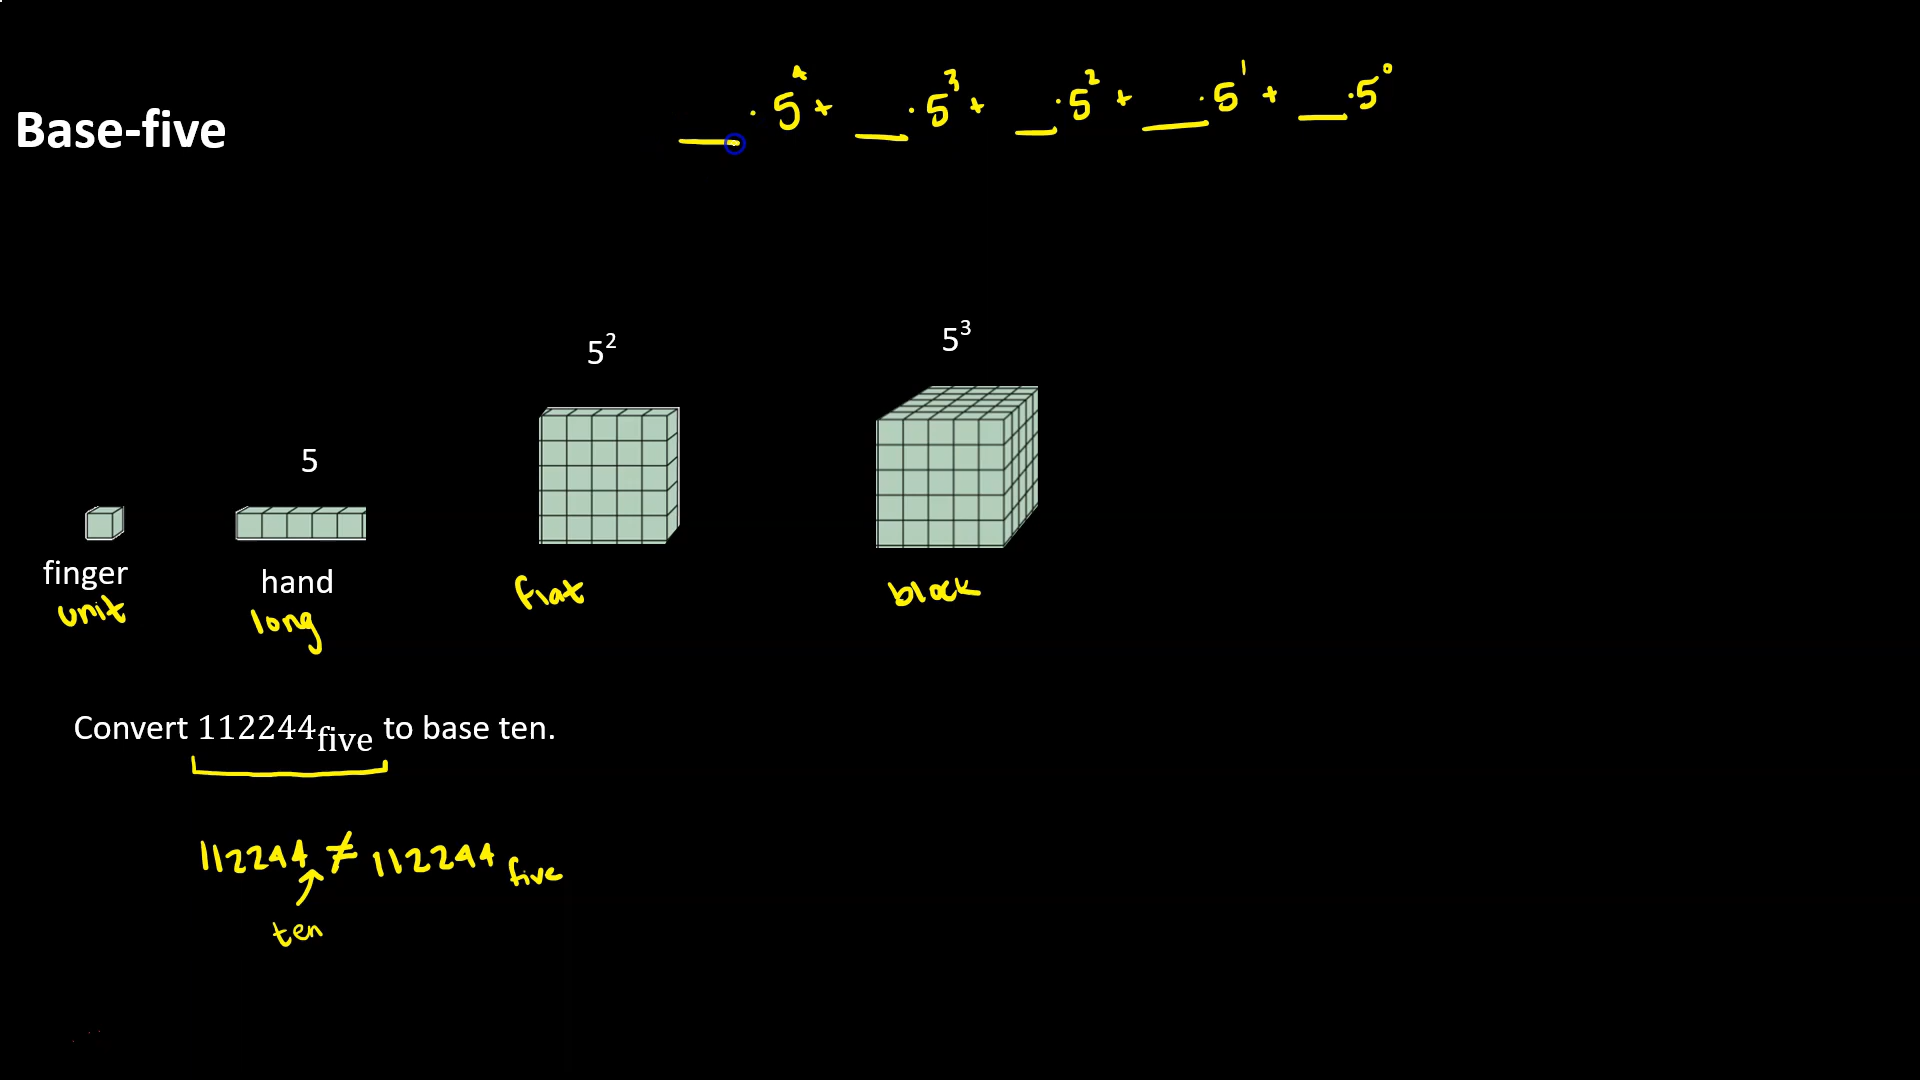 __ · 5⁴ + __ · 5³ + __ · 5² + __ · 5¹ + __ · 5⁰
Base-five
5² 5³
5
finger hand
unit long flat block
Convert 112244five to base ten.
112244 ≠ 112244 five
ten